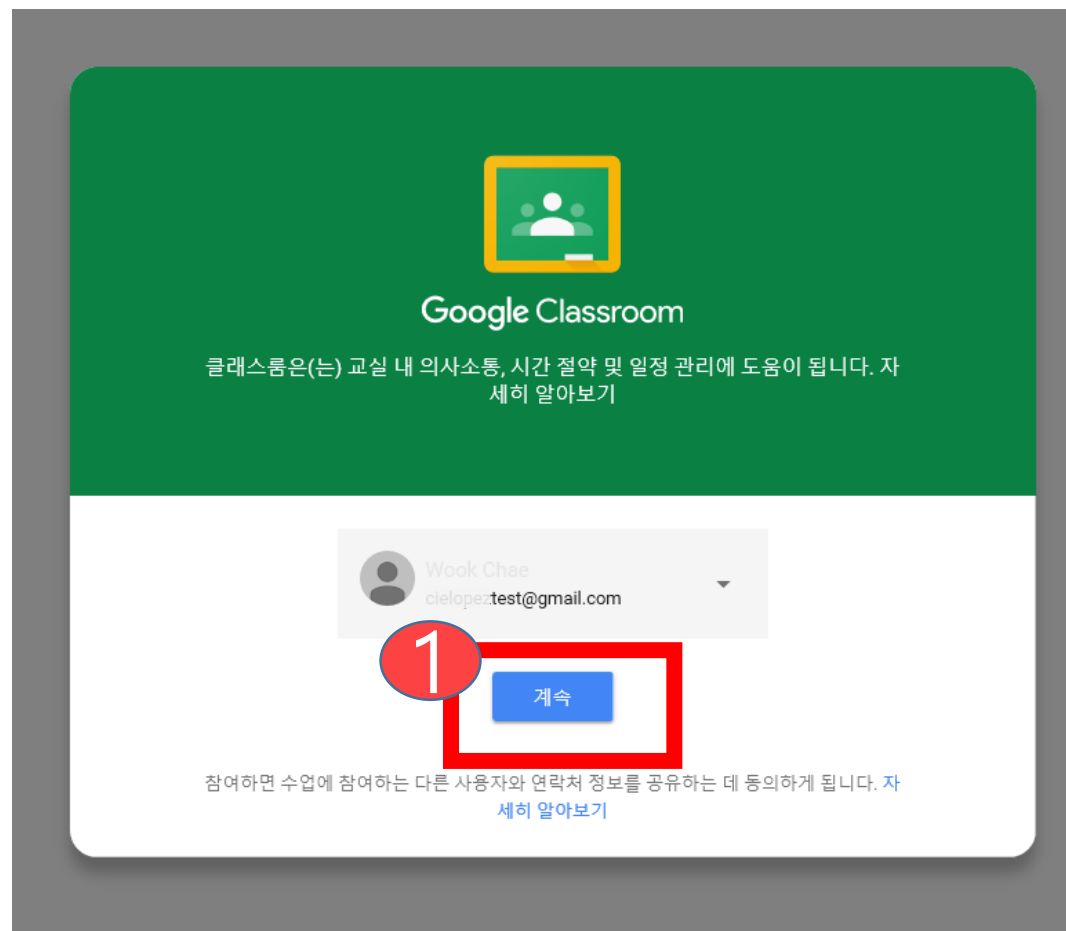 Google Classroom
클래스룸은(는) 교실 내 의사소통, 시간 절약 및 일정 관리에 도움이 됩니다. 자
세히 알아보기
Wook Chae
cielopeztest@gmail.com
1
계속
참여하면 수업에 참여하는 다른 사용자와 연락처 정보를 공유하는 데 동의하게 됩니다. 자
세히 알아보기